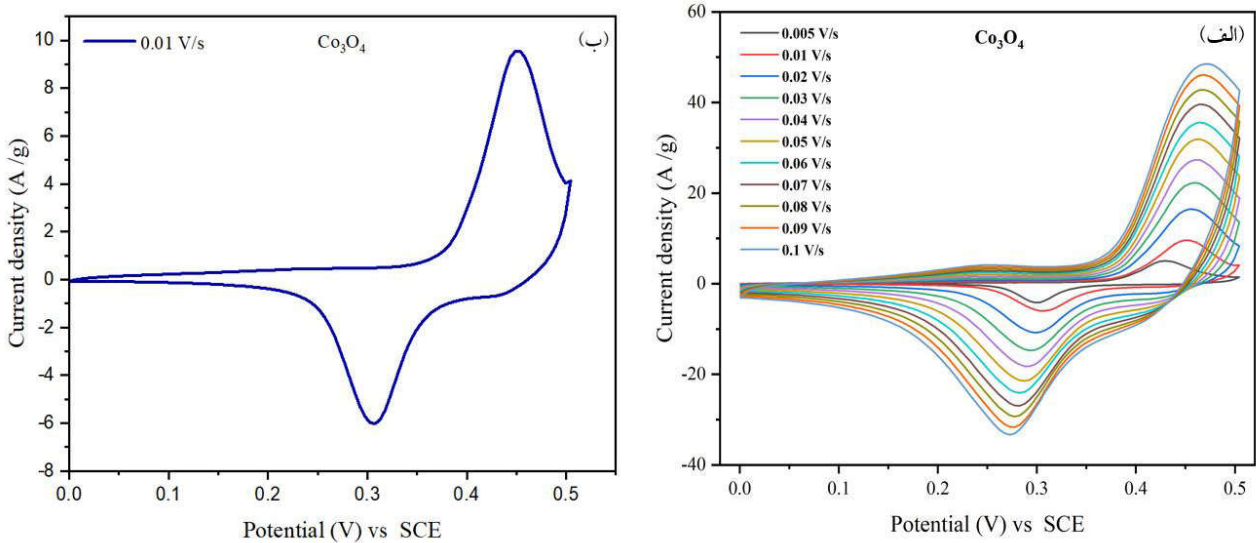 (ب)
Co₃O₄
0.01 V/s
10
8
6
4
2
0
-2
-4
-6
-8
0.0 0.1 0.2 0.3 0.4 0.5
Current density (A /g)
Potential (V) vs SCE
(الف)
Co₃O₄
0.005 V/s
0.01 V/s
0.02 V/s
0.03 V/s
0.04 V/s
0.05 V/s
0.06 V/s
0.07 V/s
0.08 V/s
0.09 V/s
0.1 V/s
60
40
20
0
-20
-40
0.0 0.1 0.2 0.3 0.4 0.5
Current density (A /g)
Potential (V) vs SCE